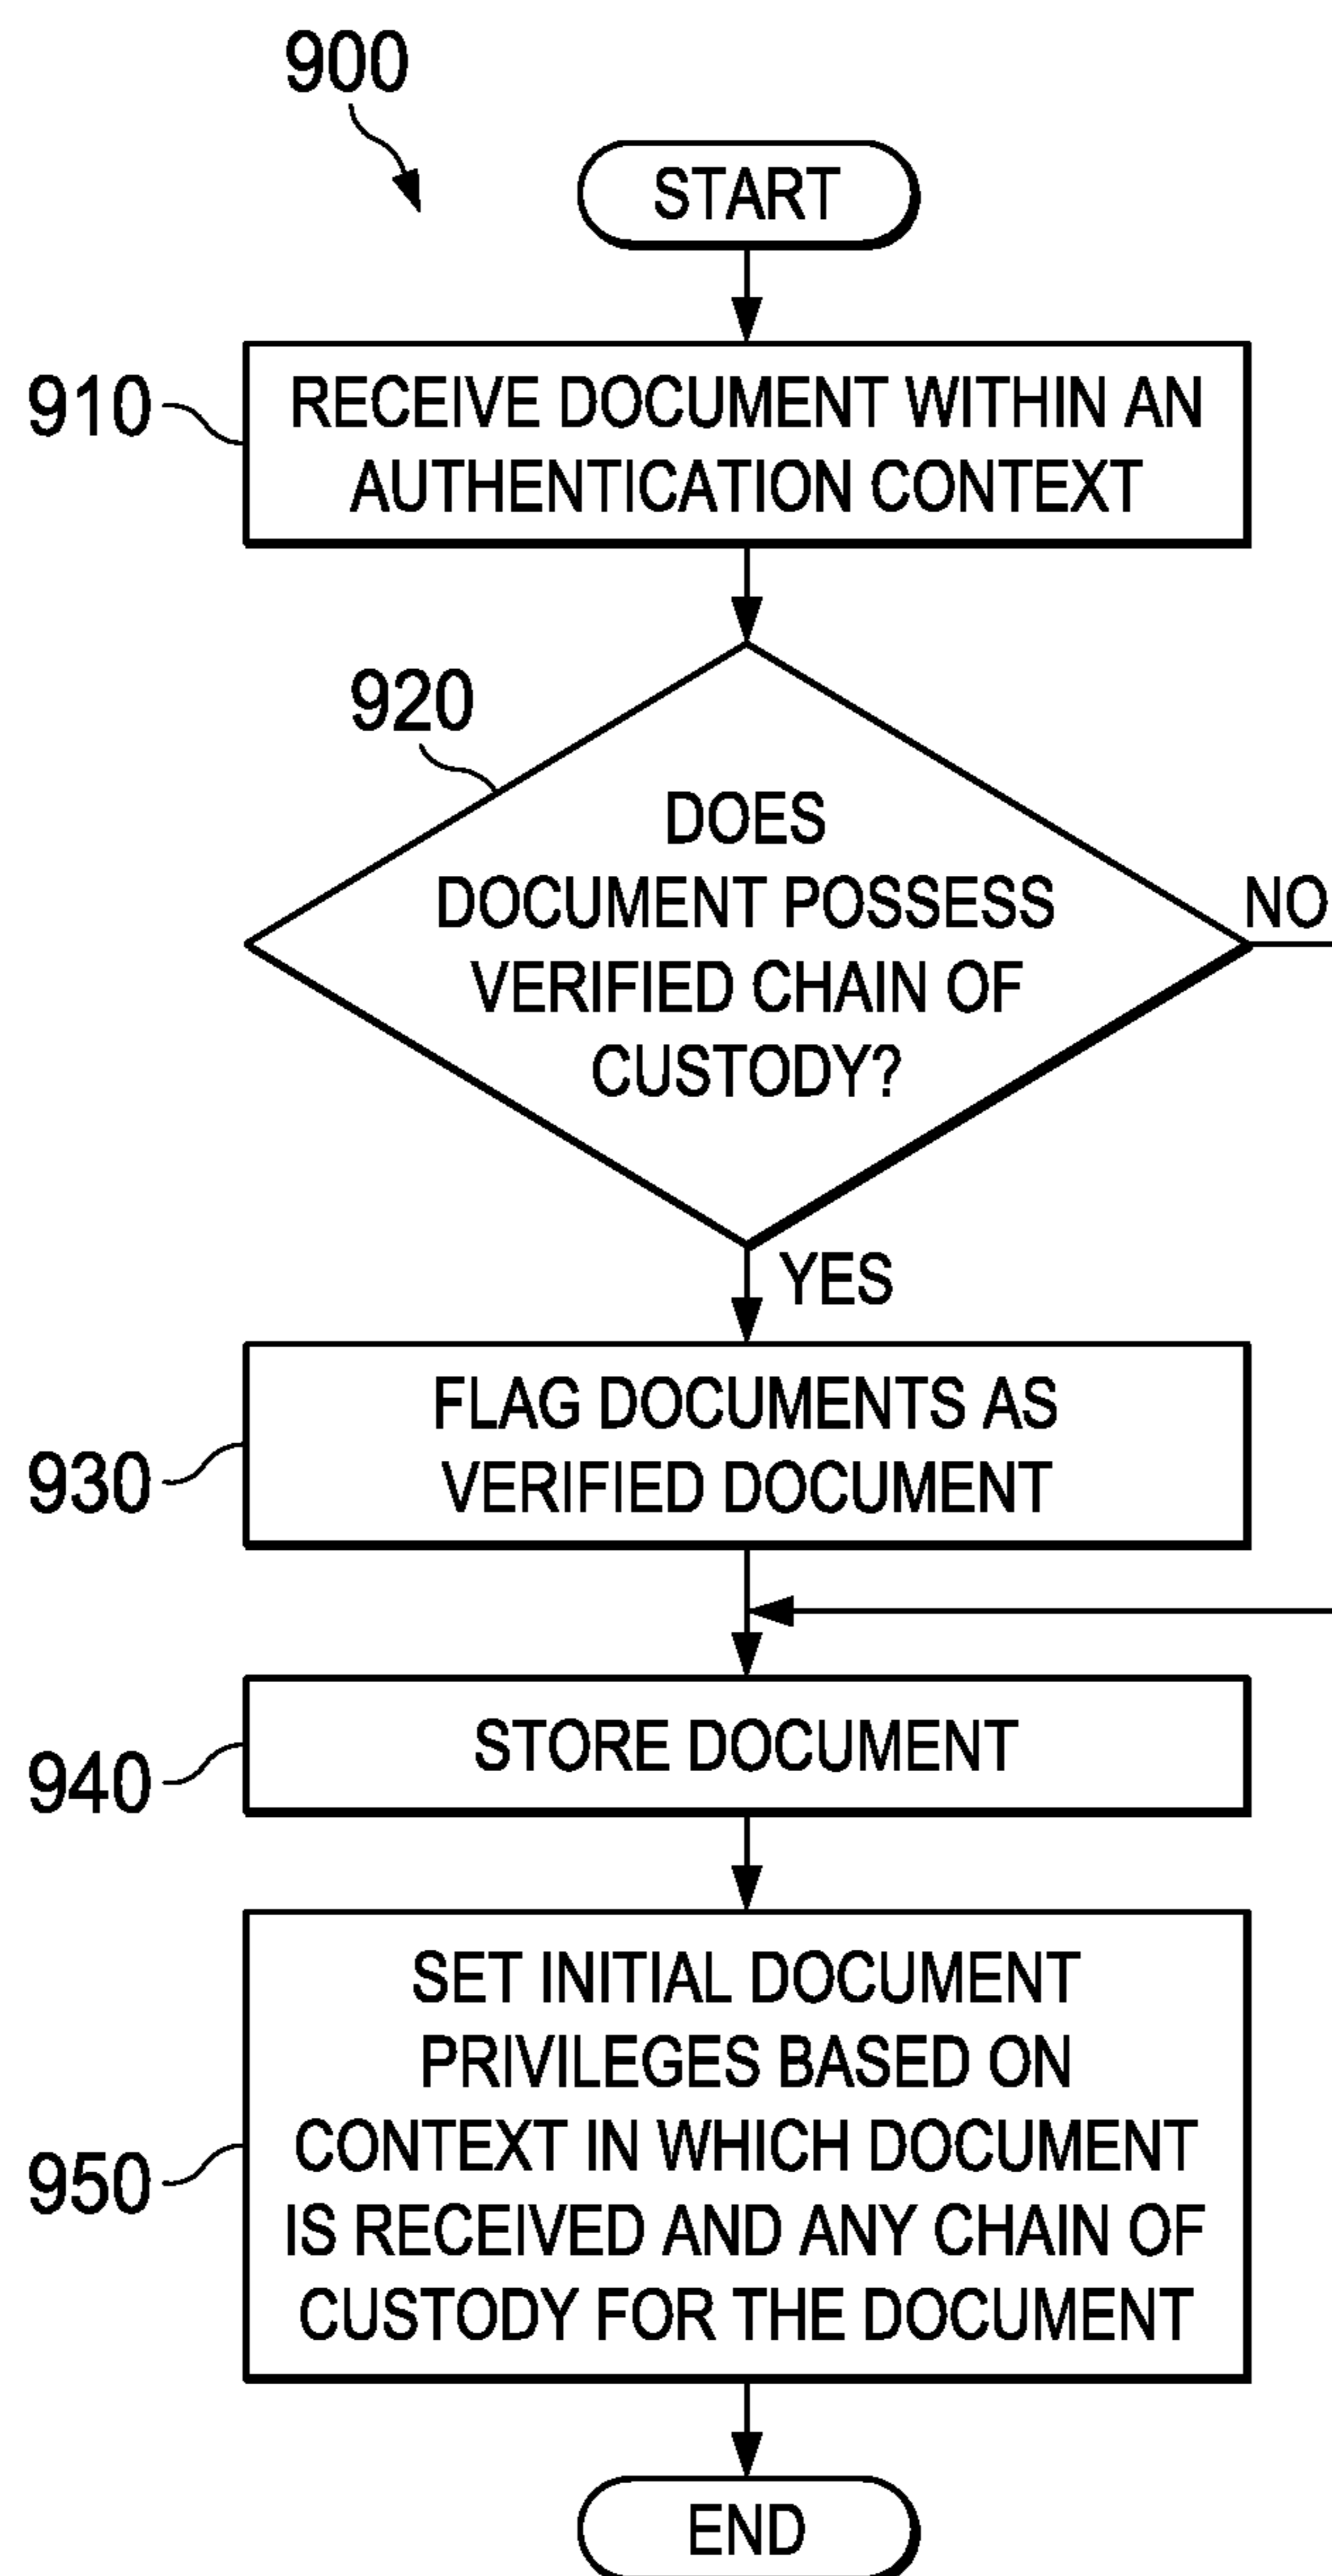 900
START
910
RECEIVE DOCUMENT WITHIN AN
AUTHENTICATION CONTEXT
920
DOES
DOCUMENT POSSESS
VERIFIED CHAIN OF
CUSTODY?
NO
YES
930
FLAG DOCUMENTS AS
VERIFIED DOCUMENT
940
STORE DOCUMENT
950
SET INITIAL DOCUMENT
PRIVILEGES BASED ON
CONTEXT IN WHICH DOCUMENT
IS RECEIVED AND ANY CHAIN OF
CUSTODY FOR THE DOCUMENT
END